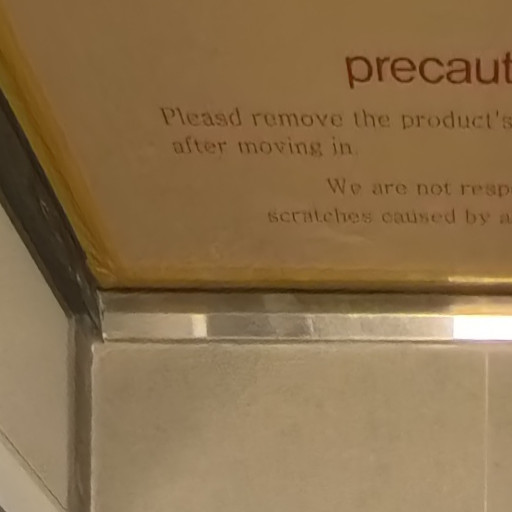 precaut
Pleasd remove the product's
after moving in.
We are not resp
scratches caused by a